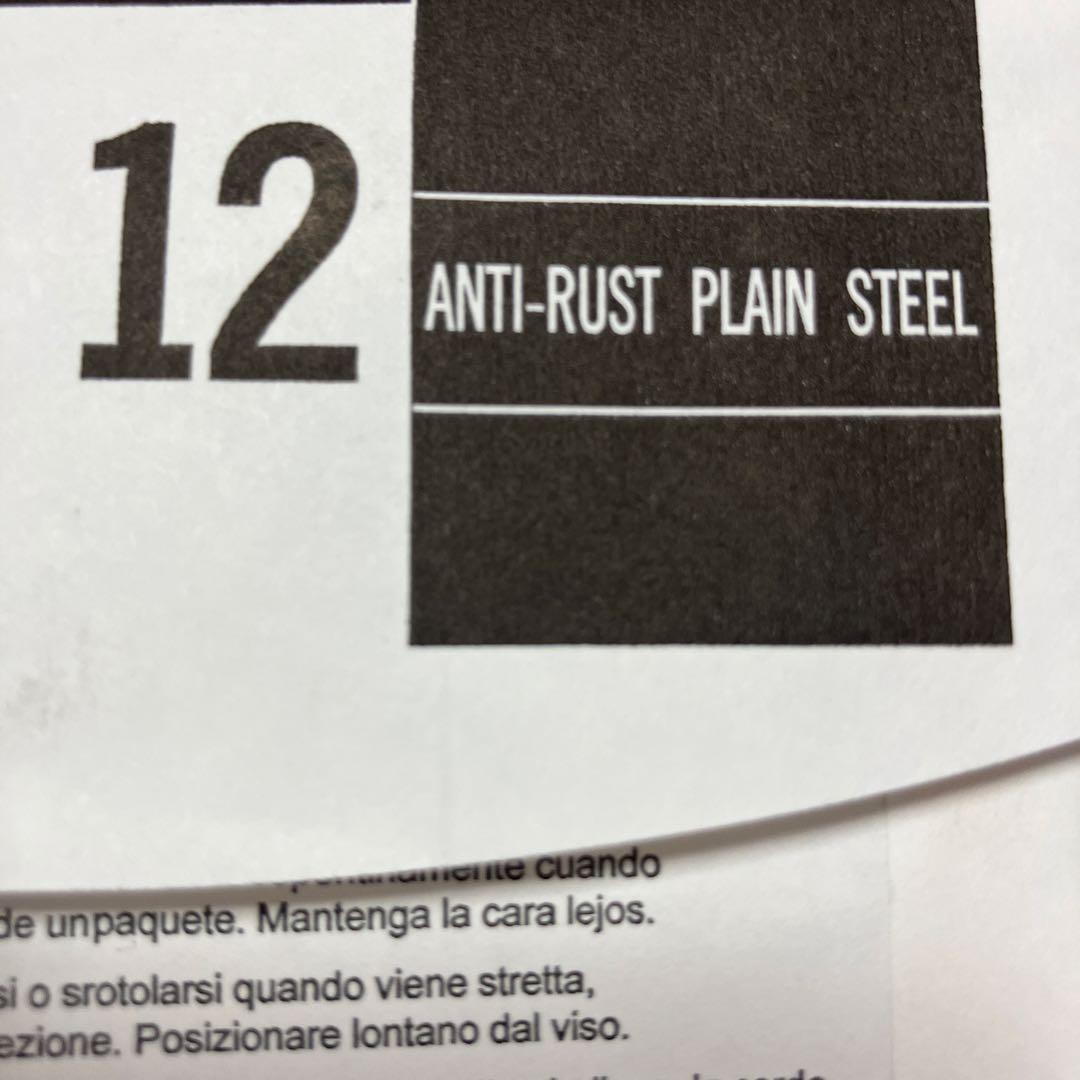 12
ANTI-RUST PLAIN STEEL
cuando
de unpaquete. Mantenga la cara lejos.
si o srotolarsi quando viene stretta,
ezione. Posizionare lontano dal viso.